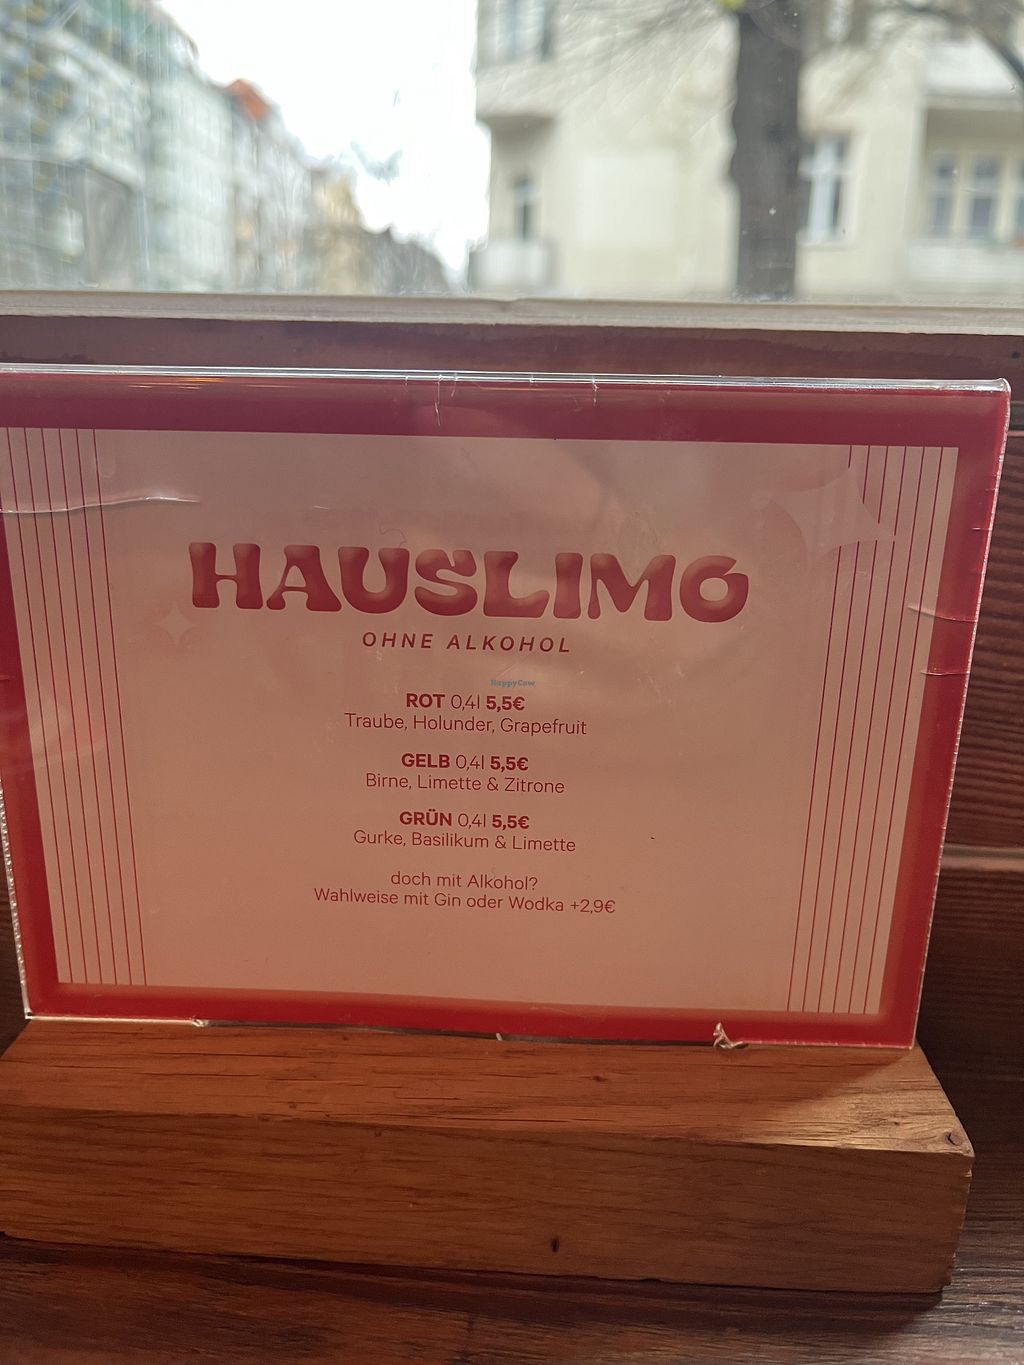 HAUSLIMO
OHNE ALKOHOL
HappyCow
ROT 0,4l 5,5€
Traube, Holunder, Grapefruit
GELB 0,4l 5,5€
Birne, Limette & Zitrone
GRÜN 0,4l 5,5€
Gurke, Basilikum & Limette
doch mit Alkohol?
Wahlweise mit Gin oder Wodka +2,9€